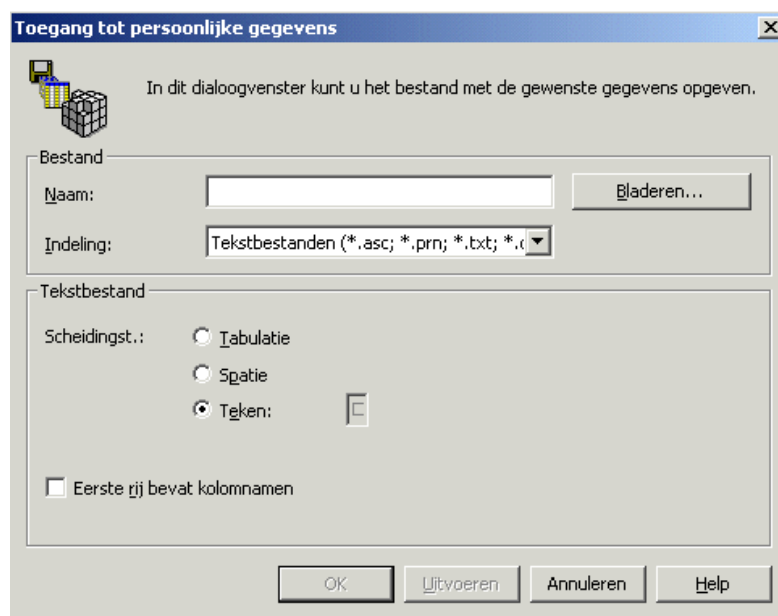 Toegang tot persoonlijke gegevens
In dit dialoogvenster kunt u het bestand met de gewenste gegevens opgeven.
Bestand
Naam:
Bladeren...
Indeling:
Tekstbestanden (*.asc; *.prn; *.txt; *.c
Tekstbestand
Scheidingst.:
Tabulatie
Spatie
Teken:
Eerste rij bevat kolomnamen
OK
Uitvoeren
Annuleren
Help